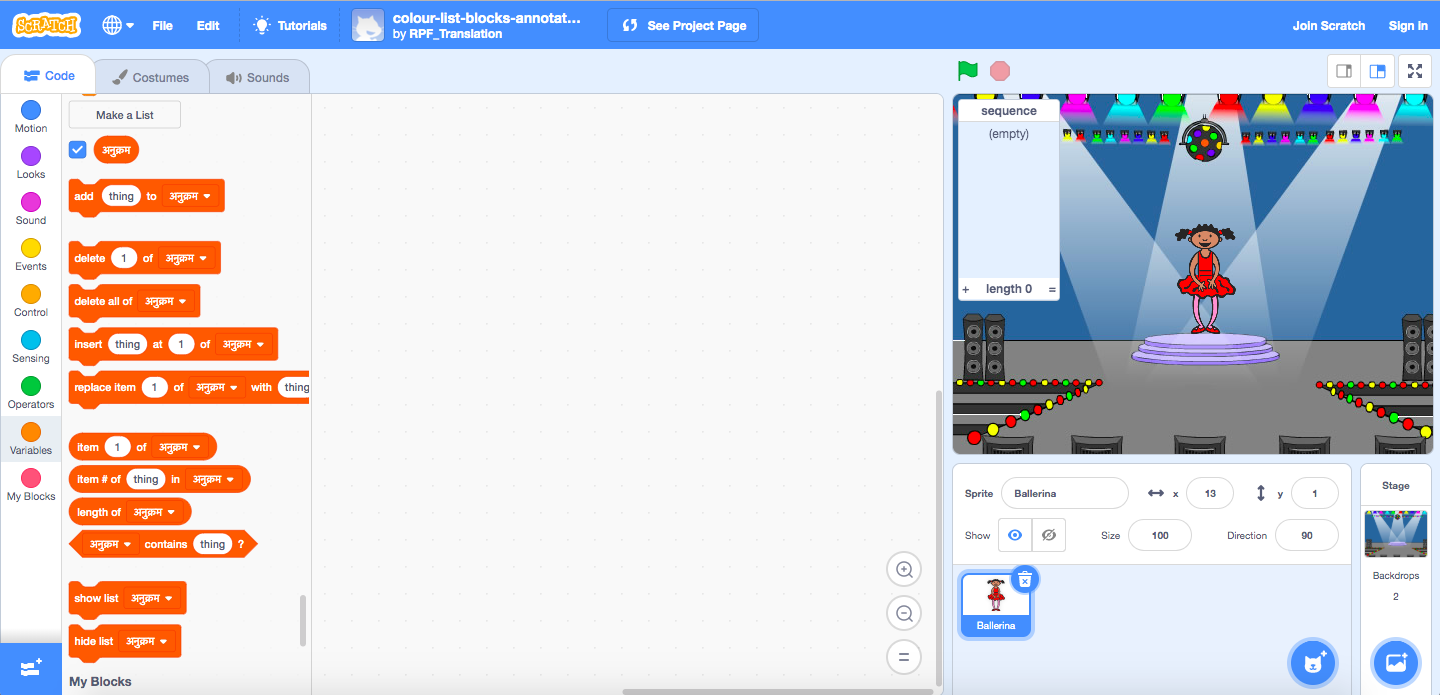 SCRATCH
File
Edit
Tutorials
colour-list-blocks-annotat...
by RPF_Translation
See Project Page
Join Scratch
Sign in
Code
Costumes
Sounds
Motion
Looks
Sound
Events
Control
Sensing
Operators
Variables
My Blocks
Make a List
अनुक्रम
add thing to अनुक्रम
delete 1 of अनुक्रम
delete all of अनुक्रम
insert thing at 1 of अनुक्रम
replace item 1 of अनुक्रम with thing
item 1 of अनुक्रम
item # of thing in अनुक्रम
length of अनुक्रम
अनुक्रम contains thing ?
show list अनुक्रम
hide list अनुक्रम
My Blocks
sequence
(empty)
+ length 0 =
Sprite Ballerina x 13 y 1
Show Size 100 Direction 90
Ballerina
Stage
Backdrops
2